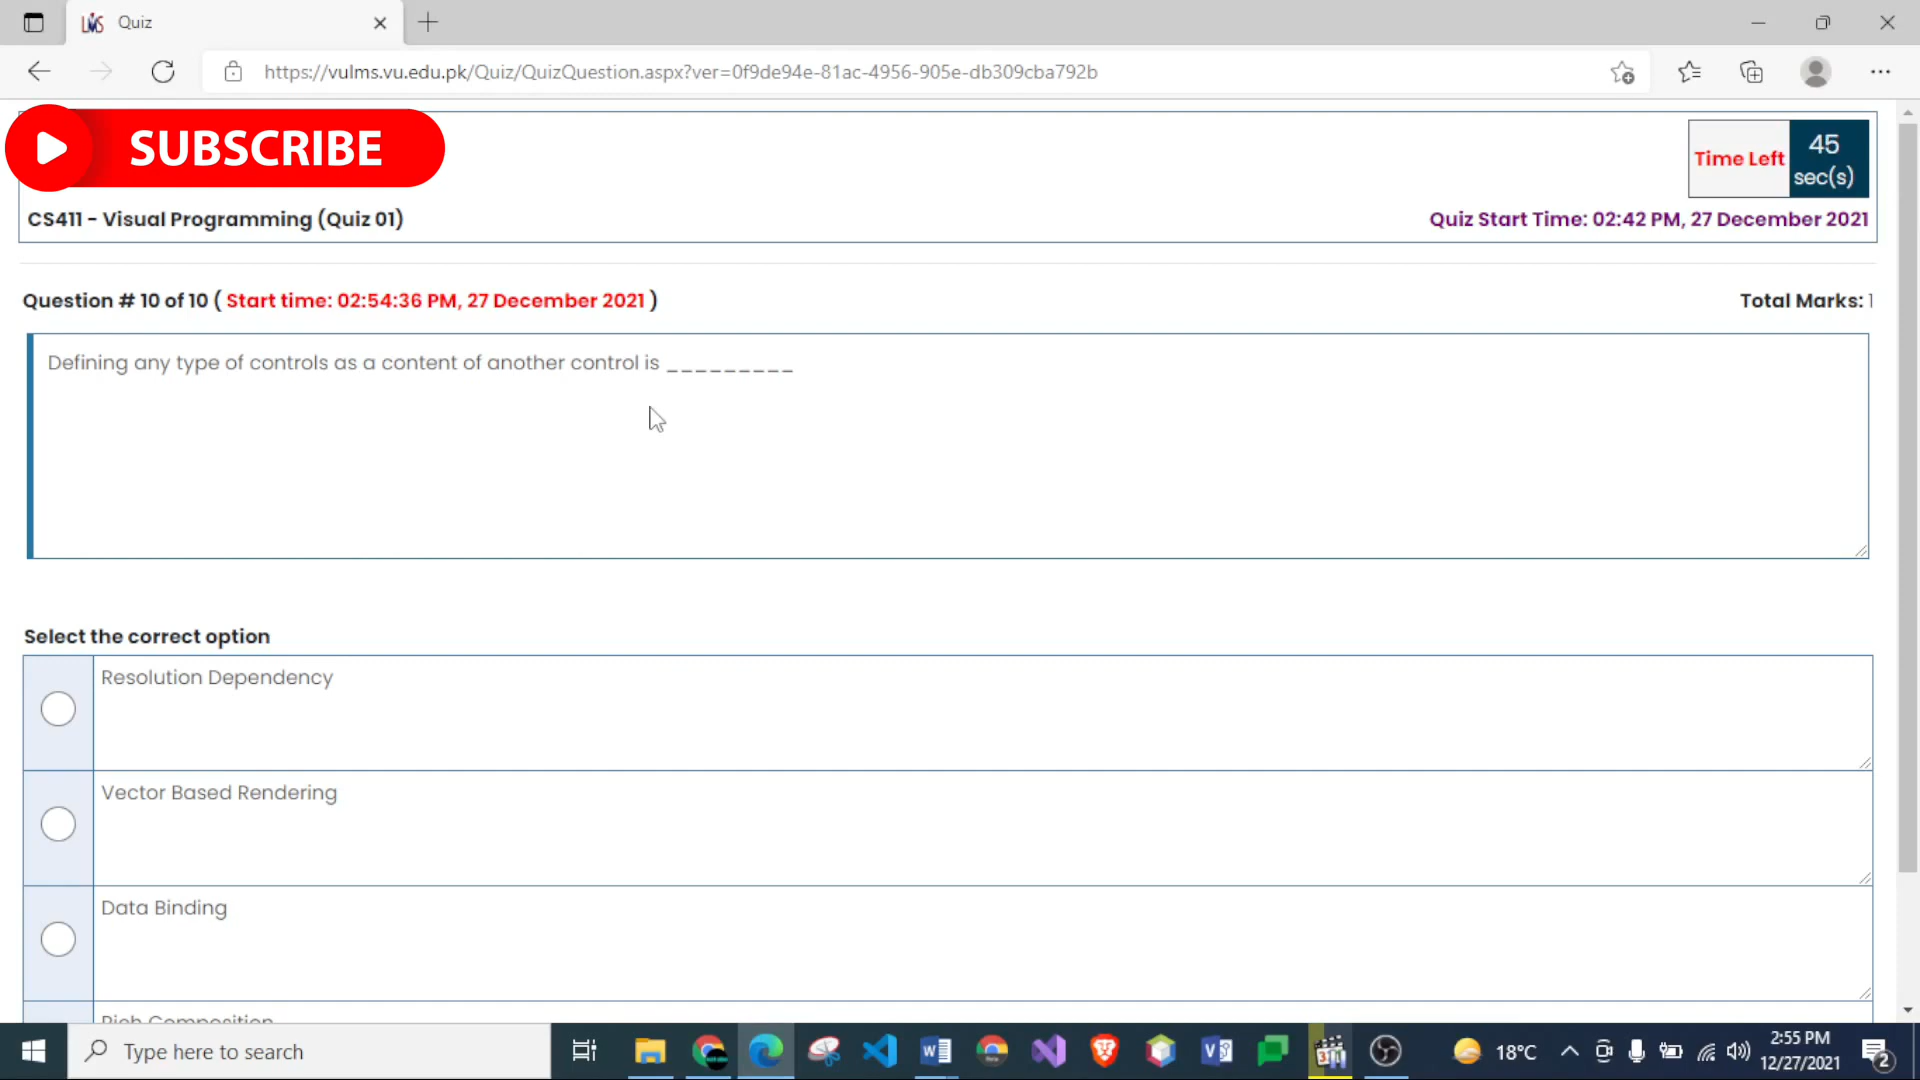 Quiz
https://vulms.vu.edu.pk/Quiz/QuizQuestion.aspx?ver=0f9de94e-81ac-4956-905e-db309cba792b
SUBSCRIBE
Time Left
45
sec(s)
CS411 - Visual Programming (Quiz 01)
Quiz Start Time: 02:42 PM, 27 December 2021
Question # 10 of 10 ( Start time: 02:54:36 PM, 27 December 2021 )
Total Marks: 1
Defining any type of controls as a content of another control is _________
Select the correct option
Resolution Dependency
Vector Based Rendering
Data Binding
Rich Composition
Type here to search
18°C
2:55 PM
12/27/2021
2